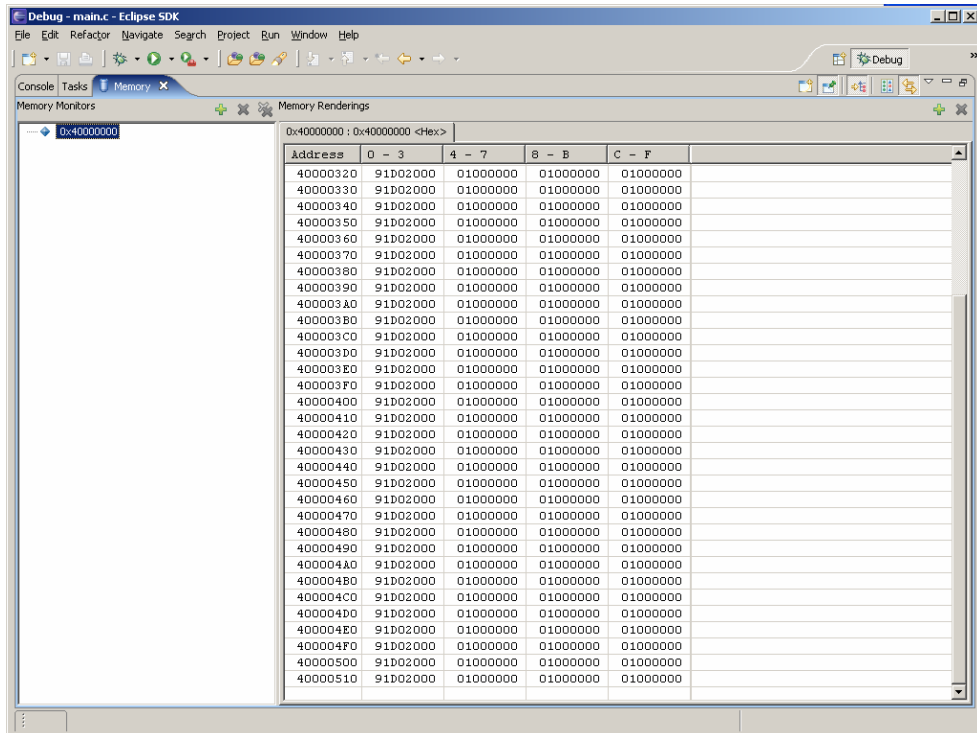 Debug - main.c - Eclipse SDK
File Edit Refactor Navigate Search Project Run Window Help
Debug
»
Console Tasks Memory
Memory Monitors Memory Renderings
0x40000000 0x40000000 : 0x40000000 <Hex>
Address 0 - 3 4 - 7 8 - B C - F
40000320 91D02000 01000000 01000000 01000000
40000330 91D02000 01000000 01000000 01000000
40000340 91D02000 01000000 01000000 01000000
40000350 91D02000 01000000 01000000 01000000
40000360 91D02000 01000000 01000000 01000000
40000370 91D02000 01000000 01000000 01000000
40000380 91D02000 01000000 01000000 01000000
40000390 91D02000 01000000 01000000 01000000
400003A0 91D02000 01000000 01000000 01000000
400003B0 91D02000 01000000 01000000 01000000
400003C0 91D02000 01000000 01000000 01000000
400003D0 91D02000 01000000 01000000 01000000
400003E0 91D02000 01000000 01000000 01000000
400003F0 91D02000 01000000 01000000 01000000
40000400 91D02000 01000000 01000000 01000000
40000410 91D02000 01000000 01000000 01000000
40000420 91D02000 01000000 01000000 01000000
40000430 91D02000 01000000 01000000 01000000
40000440 91D02000 01000000 01000000 01000000
40000450 91D02000 01000000 01000000 01000000
40000460 91D02000 01000000 01000000 01000000
40000470 91D02000 01000000 01000000 01000000
40000480 91D02000 01000000 01000000 01000000
40000490 91D02000 01000000 01000000 01000000
400004A0 91D02000 01000000 01000000 01000000
400004B0 91D02000 01000000 01000000 01000000
400004C0 91D02000 01000000 01000000 01000000
400004D0 91D02000 01000000 01000000 01000000
400004E0 91D02000 01000000 01000000 01000000
400004F0 91D02000 01000000 01000000 01000000
40000500 91D02000 01000000 01000000 01000000
40000510 91D02000 01000000 01000000 01000000